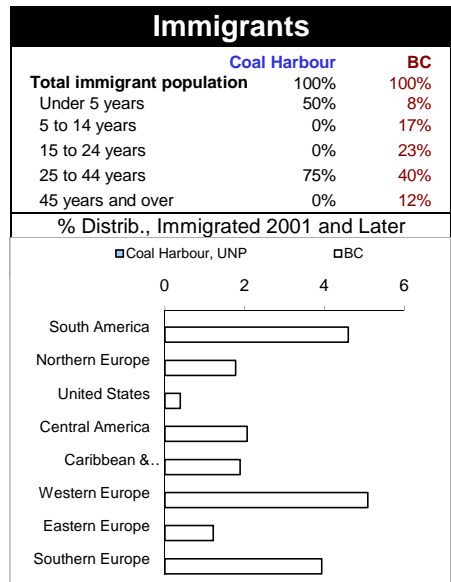 Immigrants
Coal Harbour BC
Total immigrant population 100% 100%
Under 5 years 50% 8%
5 to 14 years 0% 17%
15 to 24 years 0% 23%
25 to 44 years 75% 40%
45 years and over 0% 12%
% Distrib., Immigrated 2001 and Later
Coal Harbour, UNP BC
0 2 4 6
South America
Northern Europe
United States
Central America
Caribbean &..
Western Europe
Eastern Europe
Southern Europe